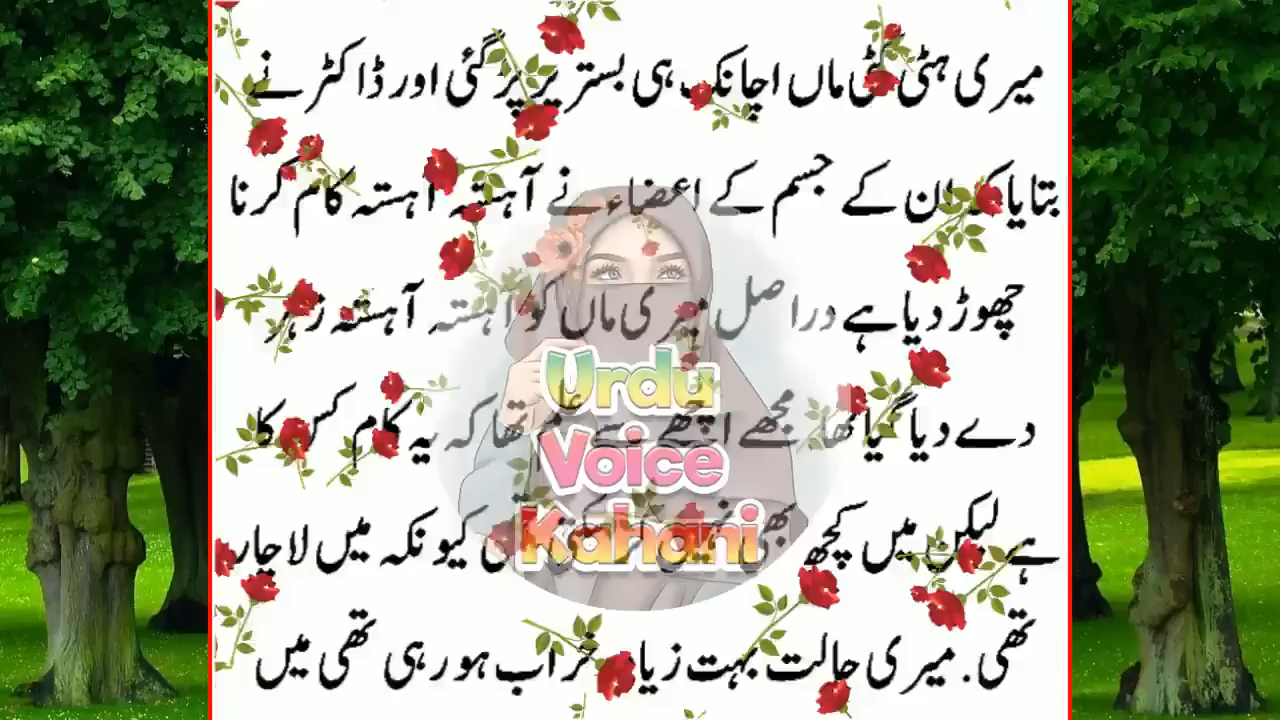 میری ہٹی کٹی ماں اچانک ہی بستر پر پڑ گئی اور ڈاکٹر نے
بتایا کہ ان کے جسم کے اعضاء نے آہستہ آہستہ کام کرنا
چھوڑ دیا ہے دراصل میری ماں کو آہستہ آہستہ زہر
دے دیا گیا تھا مجھے اچھے سے علم تھا کہ یہ کام کس کا
ہے لیکن میں کچھ بھی نہیں کر کیونکہ میں لاچار
تھی . میری حالت بہت زیادہ خراب ہو رہی تھی میں
Urdu
Voice
Kahani